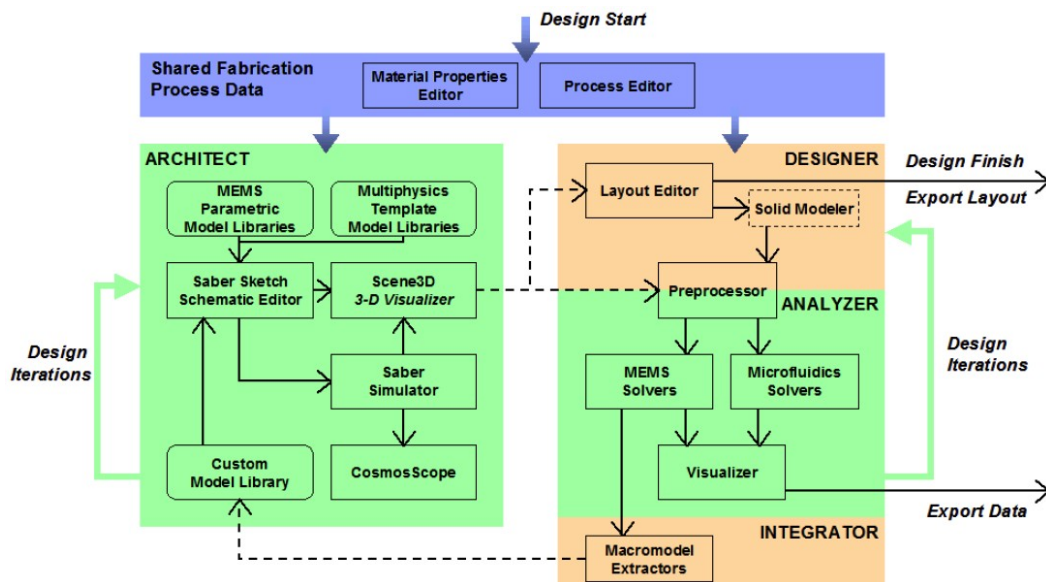 Design Start
Shared Fabrication
Process Data
Material Properties
Editor
Process Editor
ARCHITECT
MEMS
Parametric
Model Libraries
Multiphysics
Template
Model Libraries
Saber Sketch
Schematic Editor
Scene3D
3-D Visualizer
Design
Iterations
Saber
Simulator
Custom
Model Library
CosmosScope
DESIGNER
Layout Editor
Solid Modeler
Design Finish
Export Layout
Preprocessor
ANALYZER
MEMS
Solvers
Microfluidics
Solvers
Design
Iterations
Visualizer
Export Data
INTEGRATOR
Macromodel
Extractors